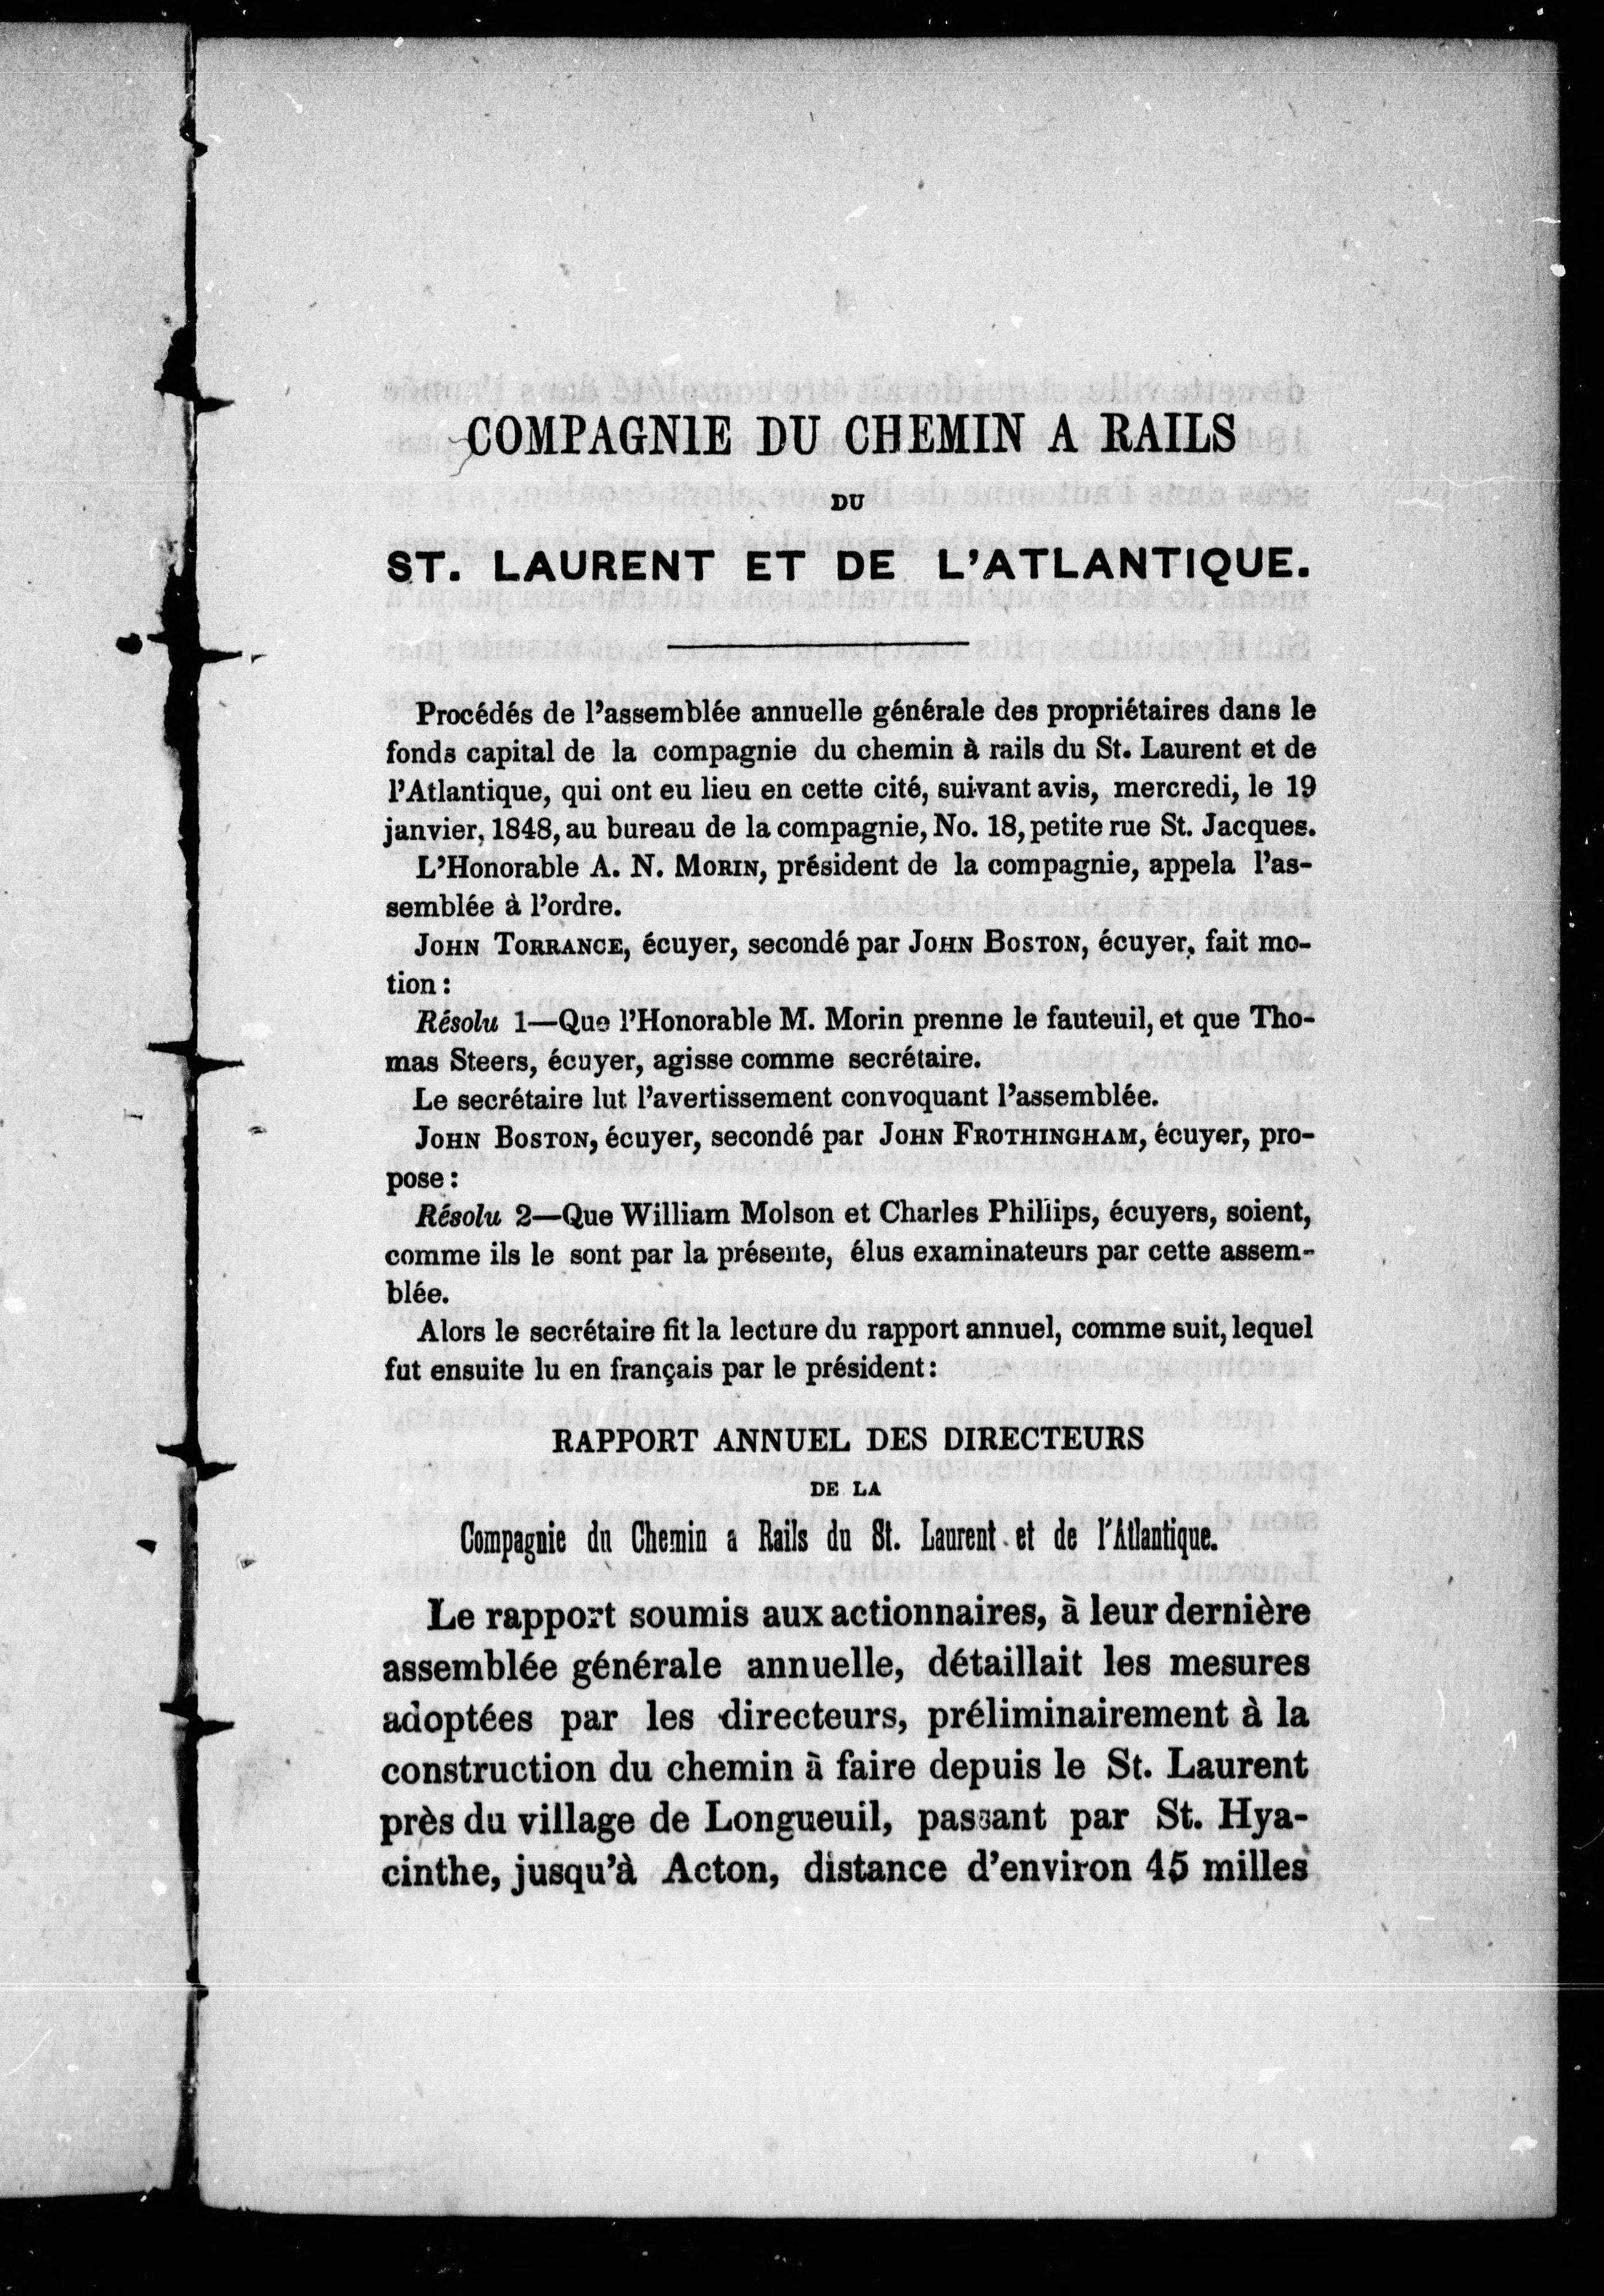 COMPAGNIE DU CHEMIN A RAILS
DU
ST. LAURENT ET DE L'ATLANTIQUE.
Procédés de l'assemblée annuelle générale des propriétaires dans le
fonds capital de la compagnie du chemin à rails du St. Laurent et de
l'Atlantique, qui ont eu lieu en cette cité, suivant avis, mercredi, le 19
janvier, 1848, au bureau de la compagnie, No. 18, petite rue St. Jacques.
L'Honorable A. N. MORIN, président de la compagnie, appela l'as-
semblée à l'ordre.
JOHN TORRANCE, écuyer, secondé par JOHN BOSTON, écuyer, fait mo-
tion :
Résolu 1—Que l'Honorable M. Morin prenne le fauteuil, et que Tho-
mas Steers, écuyer, agisse comme secrétaire.
Le secrétaire lut l'avertissement convoquant l'assemblée.
JOHN BOSTON, écuyer, secondé par JOHN FROTHINGHAM, écuyer, pro-
pose :
Résolu 2—Que William Molson et Charles Phillips, écuyers, soient,
comme ils le sont par la présente, élus examinateurs par cette assem-
blée.
Alors le secrétaire fit la lecture du rapport annuel, comme suit, lequel
fut ensuite lu en français par le président :
RAPPORT ANNUEL DES DIRECTEURS
DE LA
Compagnie du Chemin a Rails du St. Laurent et de l'Atlantique.
Le rapport soumis aux actionnaires, à leur dernière
assemblée générale annuelle, détaillait les mesures
adoptées par les directeurs, préliminairement à la
construction du chemin à faire depuis le St. Laurent
près du village de Longueuil, passant par St. Hya-
cinthe, jusqu'à Acton, distance d'environ 45 milles